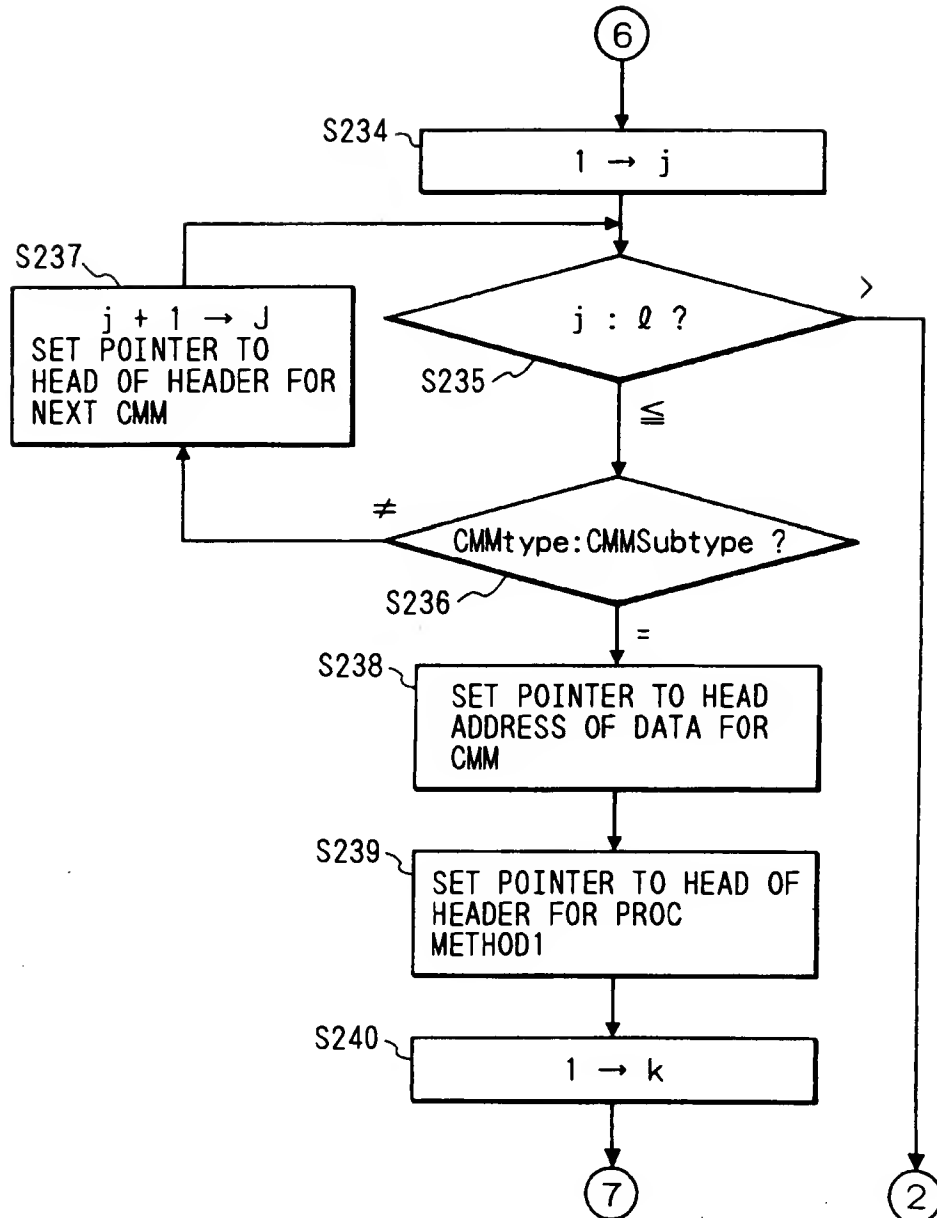 6
S234
1 → j
S237
j + 1 → J
SET POINTER TO
HEAD OF HEADER FOR
NEXT CMM
j : ℓ ?
>
S235
≦
≠
CMMtype:CMMSubtype ?
S236
=
S238
SET POINTER TO HEAD
ADDRESS OF DATA FOR
CMM
S239
SET POINTER TO HEAD OF
HEADER FOR PROC
METHOD1
S240
1 → k
7
2